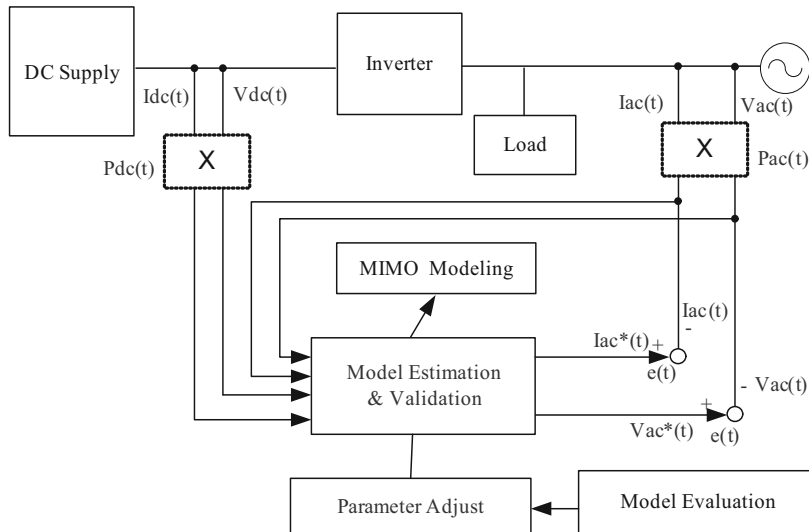 DC Supply
Inverter
Idc(t)
Vdc(t)
Iac(t)
Vac(t)
Load
X
X
Pdc(t)
Pac(t)
MIMO Modeling
Iac(t)
-
Iac*(t)
+
e(t)
Model Estimation
& Validation
- Vac(t)
+
Vac*(t)
e(t)
Parameter Adjust
Model Evaluation